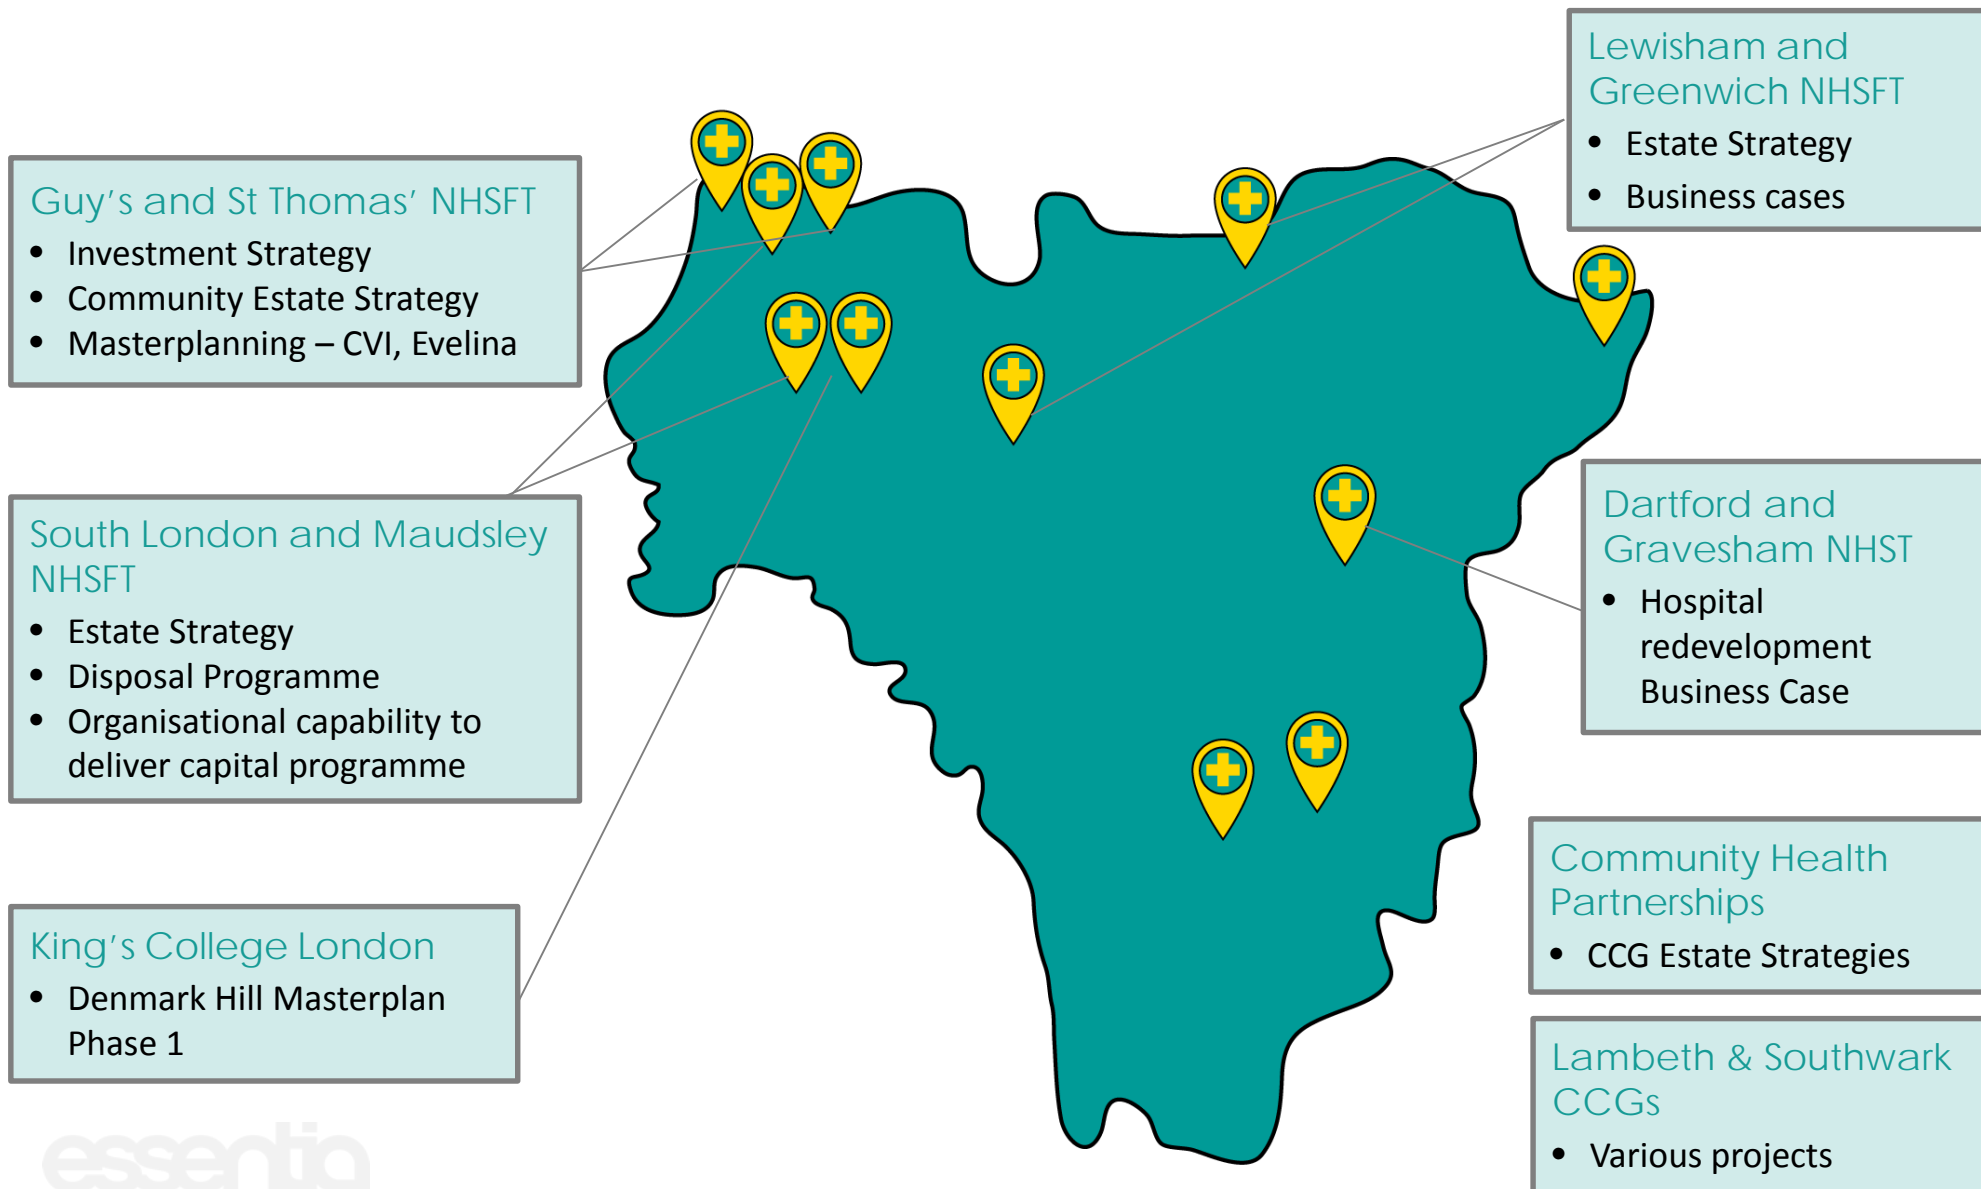 Guy's and St Thomas' NHSFT
• Investment Strategy
• Community Estate Strategy
• Masterplanning – CVI, Evelina
South London and Maudsley
NHSFT
• Estate Strategy
• Disposal Programme
• Organisational capability to
deliver capital programme
King's College London
• Denmark Hill Masterplan
Phase 1
essentia
Lewisham and
Greenwich NHSFT
• Estate Strategy
• Business cases
Dartford and
Gravesham NHST
• Hospital
redevelopment
Business Case
Community Health
Partnerships
• CCG Estate Strategies
Lambeth & Southwark
CCGs
• Various projects